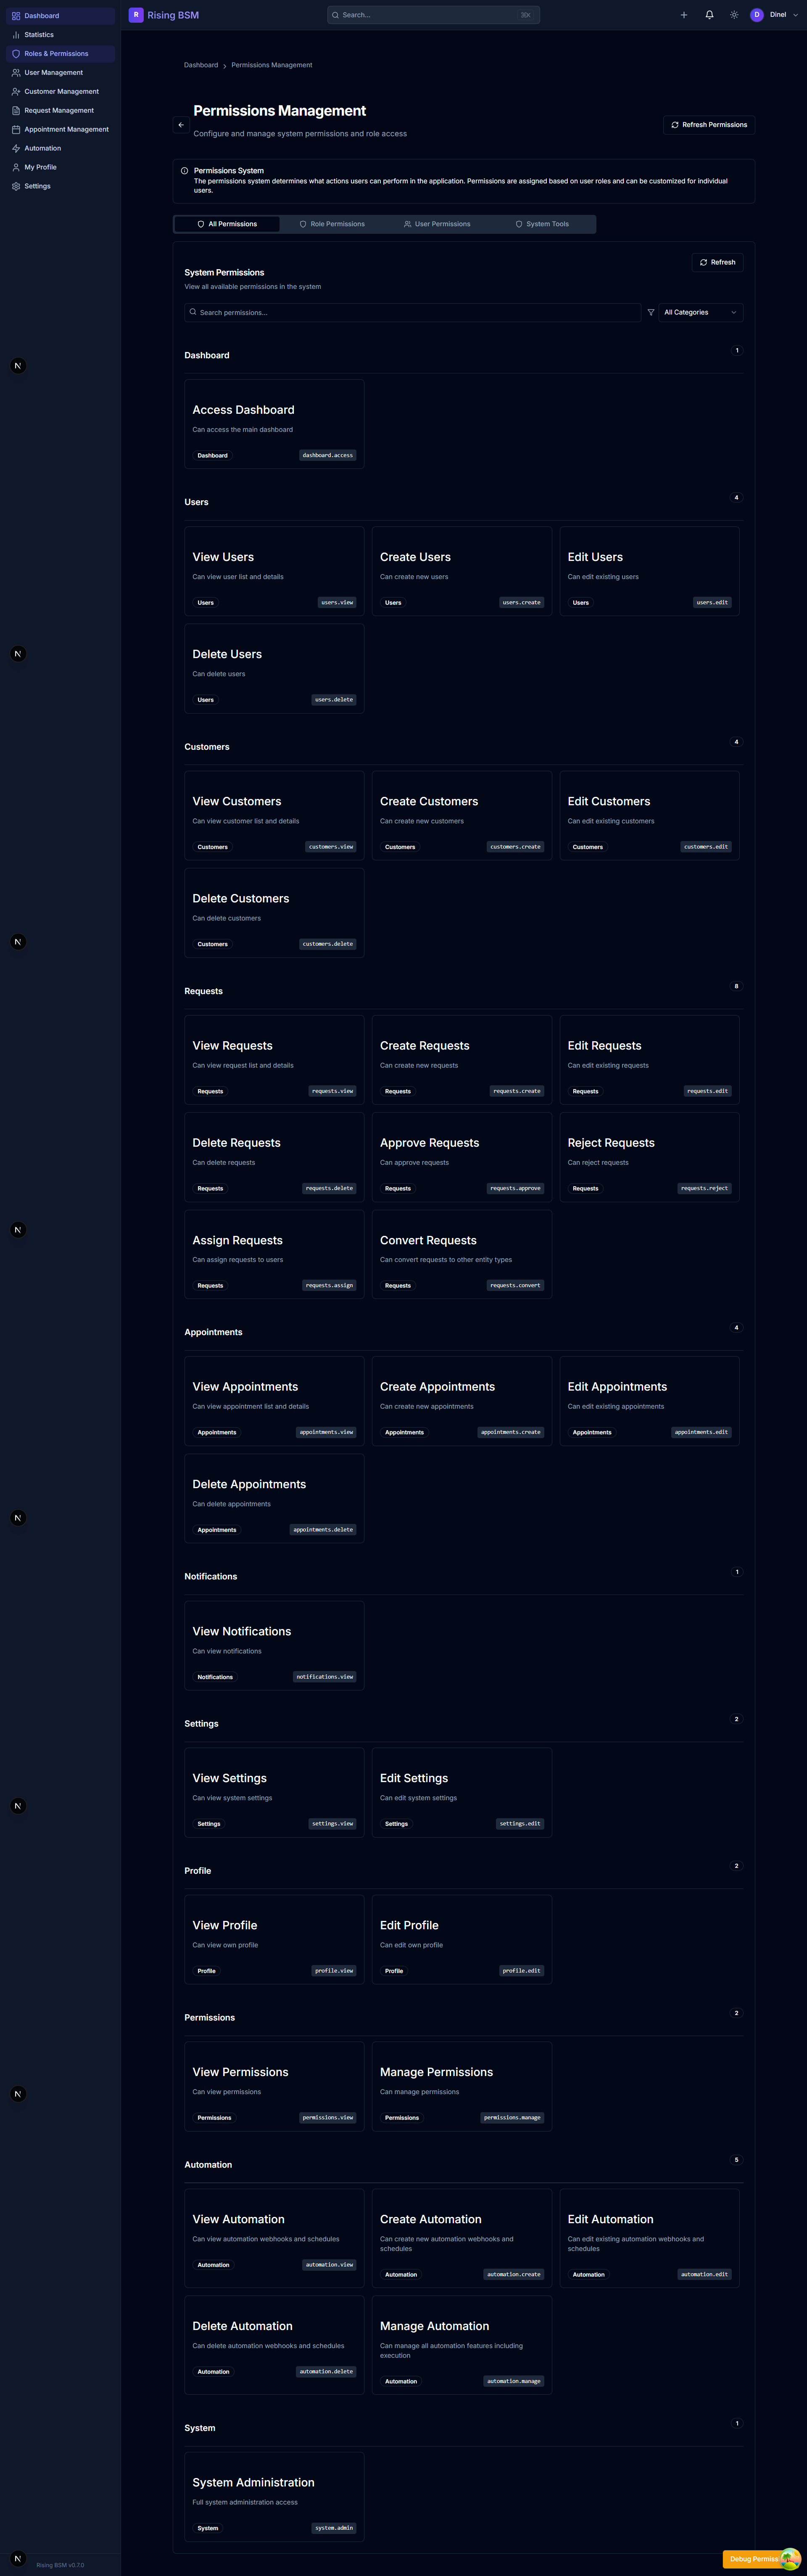 Dashboard
Statistics
Roles & Permissions
User Management
Customer Management
Request Management
Appointment Management
Automation
My Profile
Settings
R Rising BSM
Search... ⌘K
D Dinel
Dashboard > Permissions Management
Permissions Management
Configure and manage system permissions and role access
Refresh Permissions
Permissions System
The permissions system determines what actions users can perform in the application. Permissions are assigned based on user roles and can be customized for individual
users.
All Permissions Role Permissions User Permissions System Tools
Refresh
System Permissions
View all available permissions in the system
Search permissions... All Categories
Dashboard 1
Access Dashboard
Can access the main dashboard
Dashboard dashboard.access
Users 4
View Users Create Users Edit Users
Can view user list and details Can create new users Can edit existing users
Users users.view Users users.create Users users.edit
Delete Users
Can delete users
Users users.delete
Customers 4
View Customers Create Customers Edit Customers
Can view customer list and details Can create new customers Can edit existing customers
Customers customers.view Customers customers.create Customers customers.edit
Delete Customers
Can delete customers
Customers customers.delete
Requests 8
View Requests Create Requests Edit Requests
Can view request list and details Can create new requests Can edit existing requests
Requests requests.view Requests requests.create Requests requests.edit
Delete Requests Approve Requests Reject Requests
Can delete requests Can approve requests Can reject requests
Requests requests.delete Requests requests.approve Requests requests.reject
Assign Requests Convert Requests
Can assign requests to users Can convert requests to other entity types
Requests requests.assign Requests requests.convert
Appointments 4
View Appointments Create Appointments Edit Appointments
Can view appointment list and details Can create new appointments Can edit existing appointments
Appointments appointments.view Appointments appointments.create Appointments appointments.edit
Delete Appointments
Can delete appointments
Appointments appointments.delete
Notifications 1
View Notifications
Can view notifications
Notifications notifications.view
Settings 2
View Settings Edit Settings
Can view system settings Can edit system settings
Settings settings.view Settings settings.edit
Profile 2
View Profile Edit Profile
Can view own profile Can edit own profile
Profile profile.view Profile profile.edit
Permissions 2
View Permissions Manage Permissions
Can view permissions Can manage permissions
Permissions permissions.view Permissions permissions.manage
Automation 5
View Automation Create Automation Edit Automation
Can view automation webhooks and schedules Can create new automation webhooks and Can edit existing automation webhooks and
schedules schedules
Automation automation.view Automation automation.create Automation automation.edit
Delete Automation Manage Automation
Can delete automation webhooks and schedules Can manage all automation features including
execution
Automation automation.delete Automation automation.manage
System 1
System Administration
Full system administration access
System system.admin
N
N
N
N
N
N
N
N
Rising BSM v0.7.0
Debug Permiss